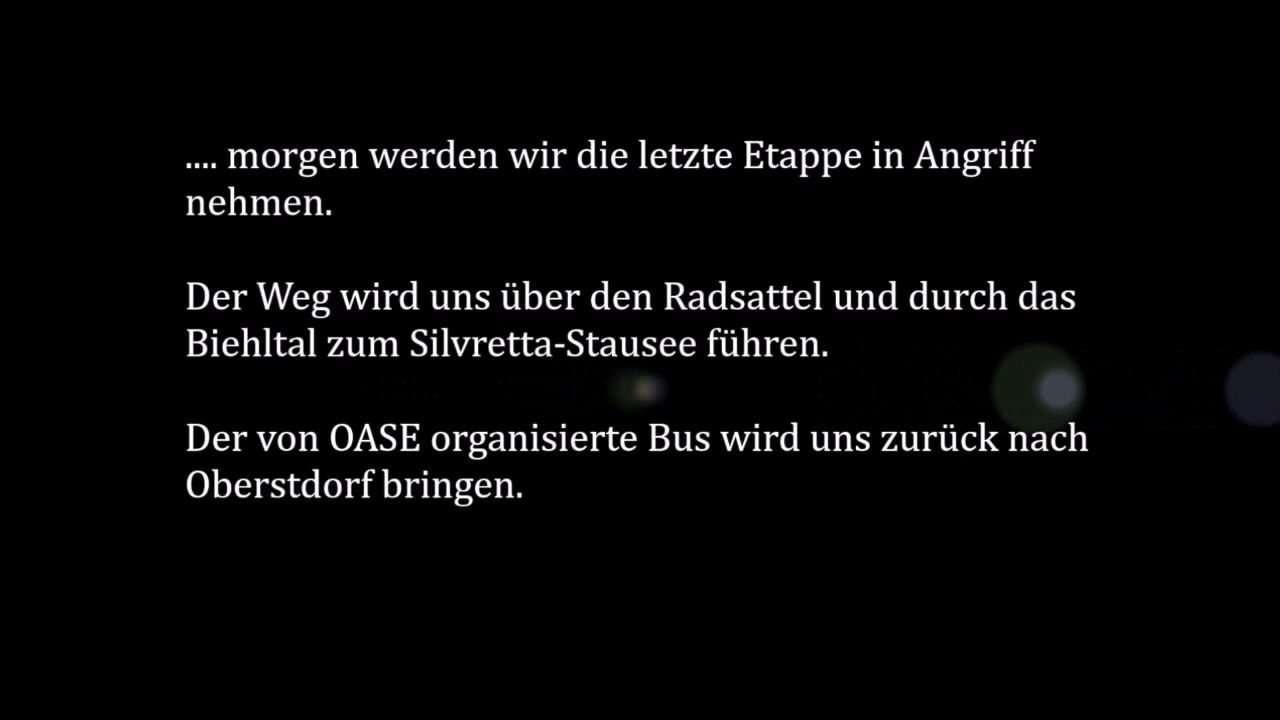 .... morgen werden wir die letzte Etappe in Angriff
nehmen.
Der Weg wird uns über den Radsattel und durch das
Biehltal zum Silvretta-Stausee führen.
Der von OASE organisierte Bus wird uns zurück nach
Oberstdorf bringen.